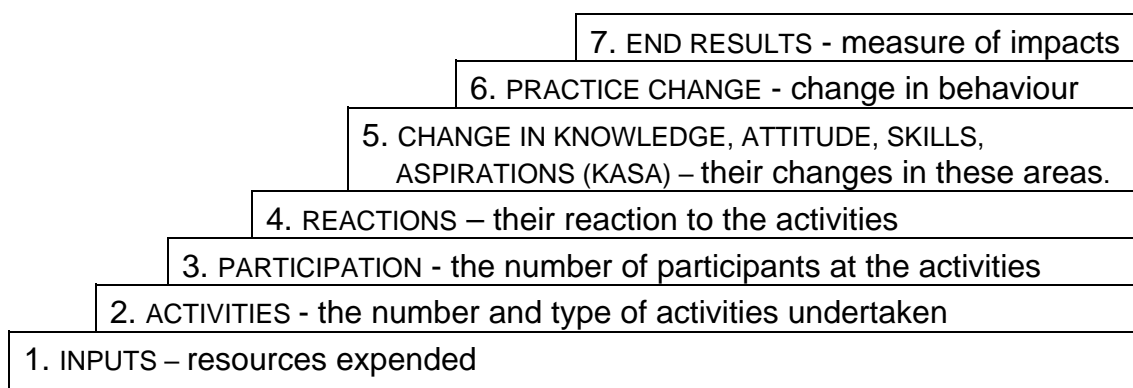 7. END RESULTS - measure of impacts
6. PRACTICE CHANGE - change in behaviour
5. CHANGE IN KNOWLEDGE, ATTITUDE, SKILLS,
ASPIRATIONS (KASA) – their changes in these areas.
4. REACTIONS – their reaction to the activities
3. PARTICIPATION - the number of participants at the activities
2. ACTIVITIES - the number and type of activities undertaken
1. INPUTS – resources expended